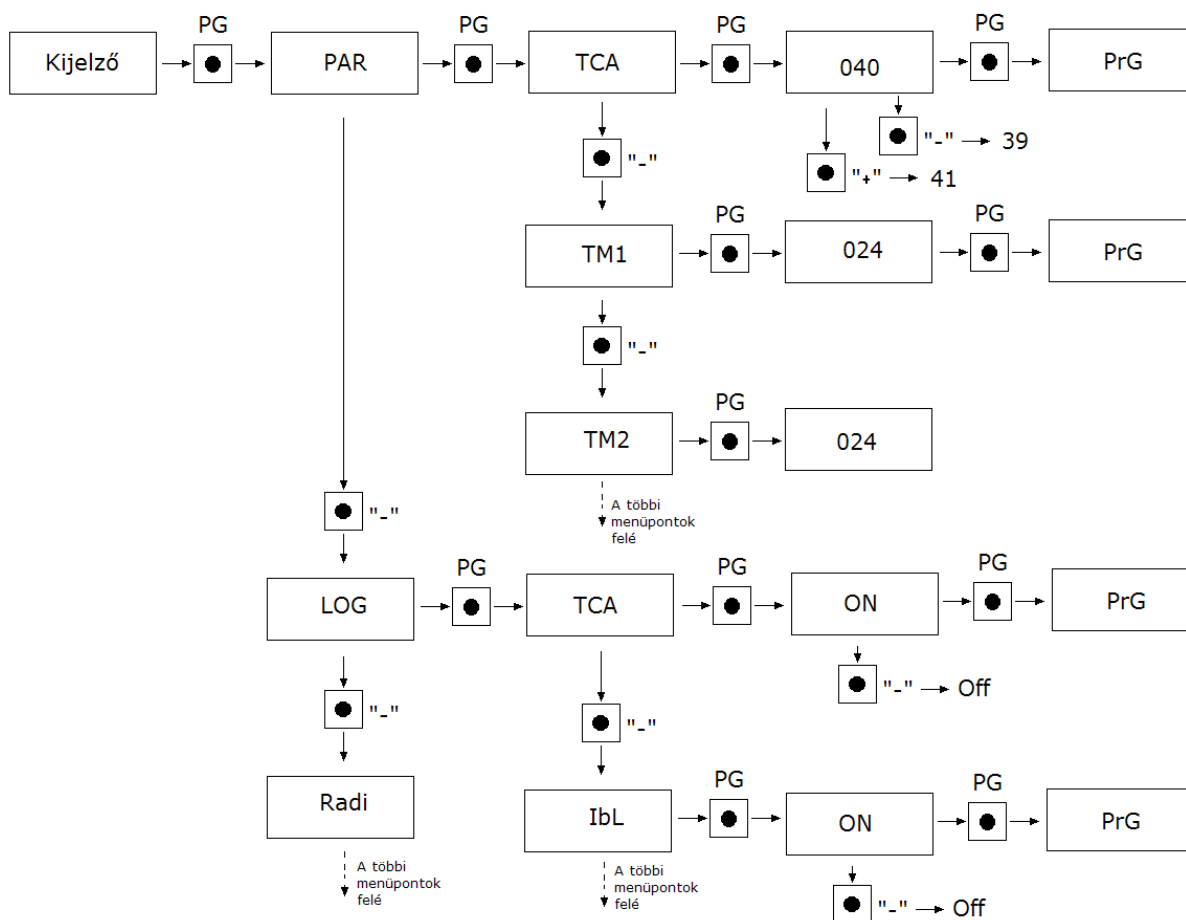 PG PG PG PG
Kijelző PAR TCA 040 PrG
"-" "-" → 39
"+" → 41
PG PG
TM1 024 PrG
"-"
PG
TM2 024
"-"
A többi
menüpontok
felé
PG PG PG
LOG TCA ON PrG
"-" → Off
"-" "-"
PG PG
Radi IbL ON PrG
A többi
menüpontok
felé
A többi
menüpontok
felé
"-" → Off